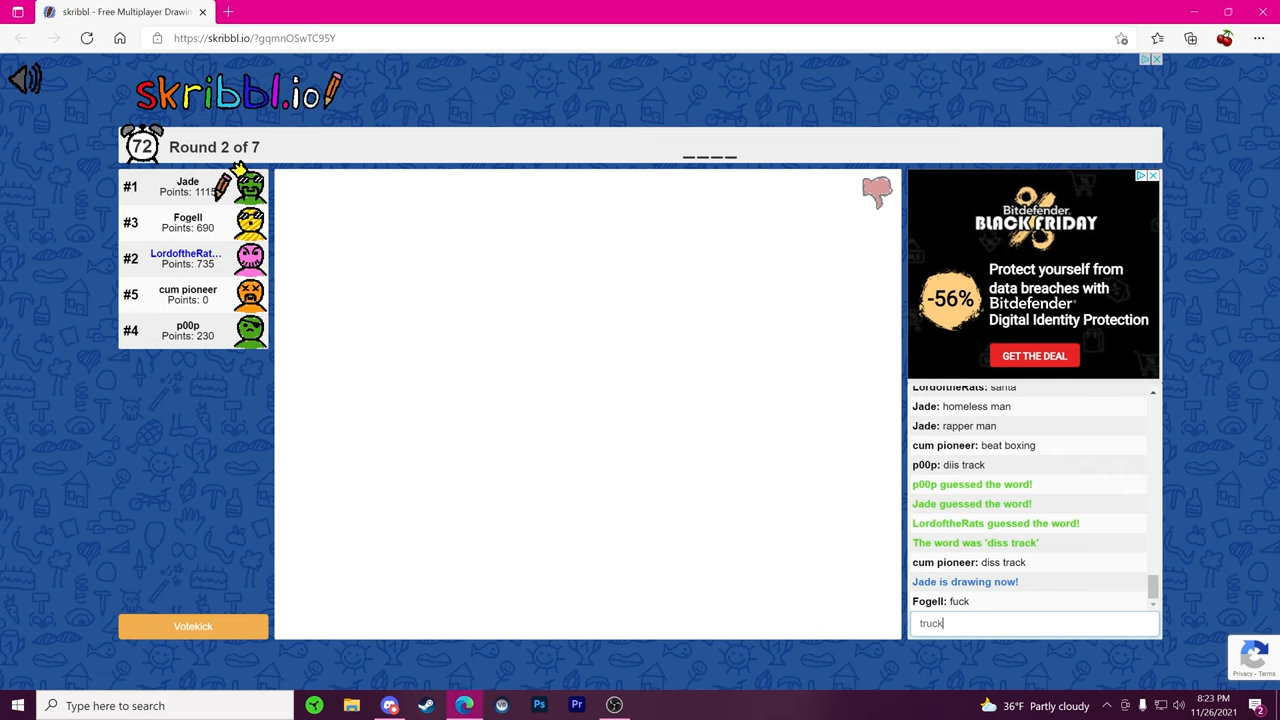 skribbl - Free Multiplayer Drawin
https://skribbl.io/?gqmnOSwTC95Y
skribbl.io
72
Round 2 of 7
_ _ _ _
#1
Jade
Points: 1115
#3
Fogell
Points: 690
#2
LordoftheRat...
Points: 735
#5
cum pioneer
Points: 0
#4
p00p
Points: 230
Votekick
Bitdefender
BLACK FRIDAY
-56%
Protect yourself from
data breaches with
Bitdefender
Digital Identity Protection
GET THE DEAL
LordoftheRats: santa
Jade: homeless man
Jade: rapper man
cum pioneer: beat boxing
p00p: diis track
p00p guessed the word!
Jade guessed the word!
LordoftheRats guessed the word!
The word was 'diss track'
cum pioneer: diss track
Jade is drawing now!
Fogell: fuck
truck
Privacy - Terms
Type here to search
Ps
Pr
36°F Partly cloudy
8:23 PM
11/26/2021
2